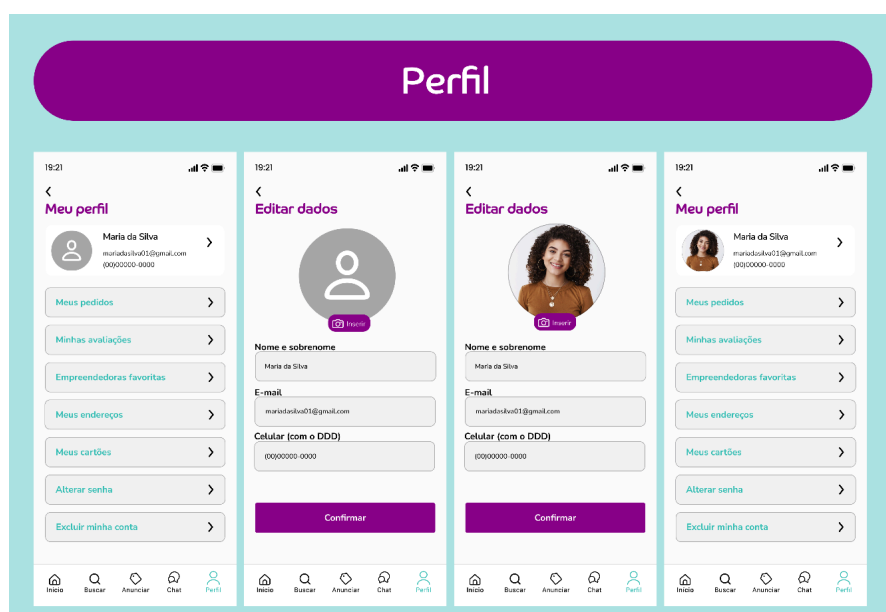 Perfil
19:21
Meu perfil
Maria da Silva
mariadasilva01@gmail.com
(00)00000-0000
Meus pedidos
Minhas avaliações
Empreendedoras favoritas
Meus endereços
Meus cartões
Alterar senha
Excluir minha conta
Início Buscar Anunciar Chat Perfil
19:21
Editar dados
Inserir
Nome e sobrenome
Maria da Silva
E-mail
mariadasilva01@gmail.com
Celular (com o DDD)
(00)00000-0000
Confirmar
Início Buscar Anunciar Chat Perfil
19:21
Editar dados
Inserir
Nome e sobrenome
Maria da Silva
E-mail
mariadasilva01@gmail.com
Celular (com o DDD)
(00)00000-0000
Confirmar
Início Buscar Anunciar Chat Perfil
19:21
Meu perfil
Maria da Silva
mariadasilva01@gmail.com
(00)00000-0000
Meus pedidos
Minhas avaliações
Empreendedoras favoritas
Meus endereços
Meus cartões
Alterar senha
Excluir minha conta
Início Buscar Anunciar Chat Perfil